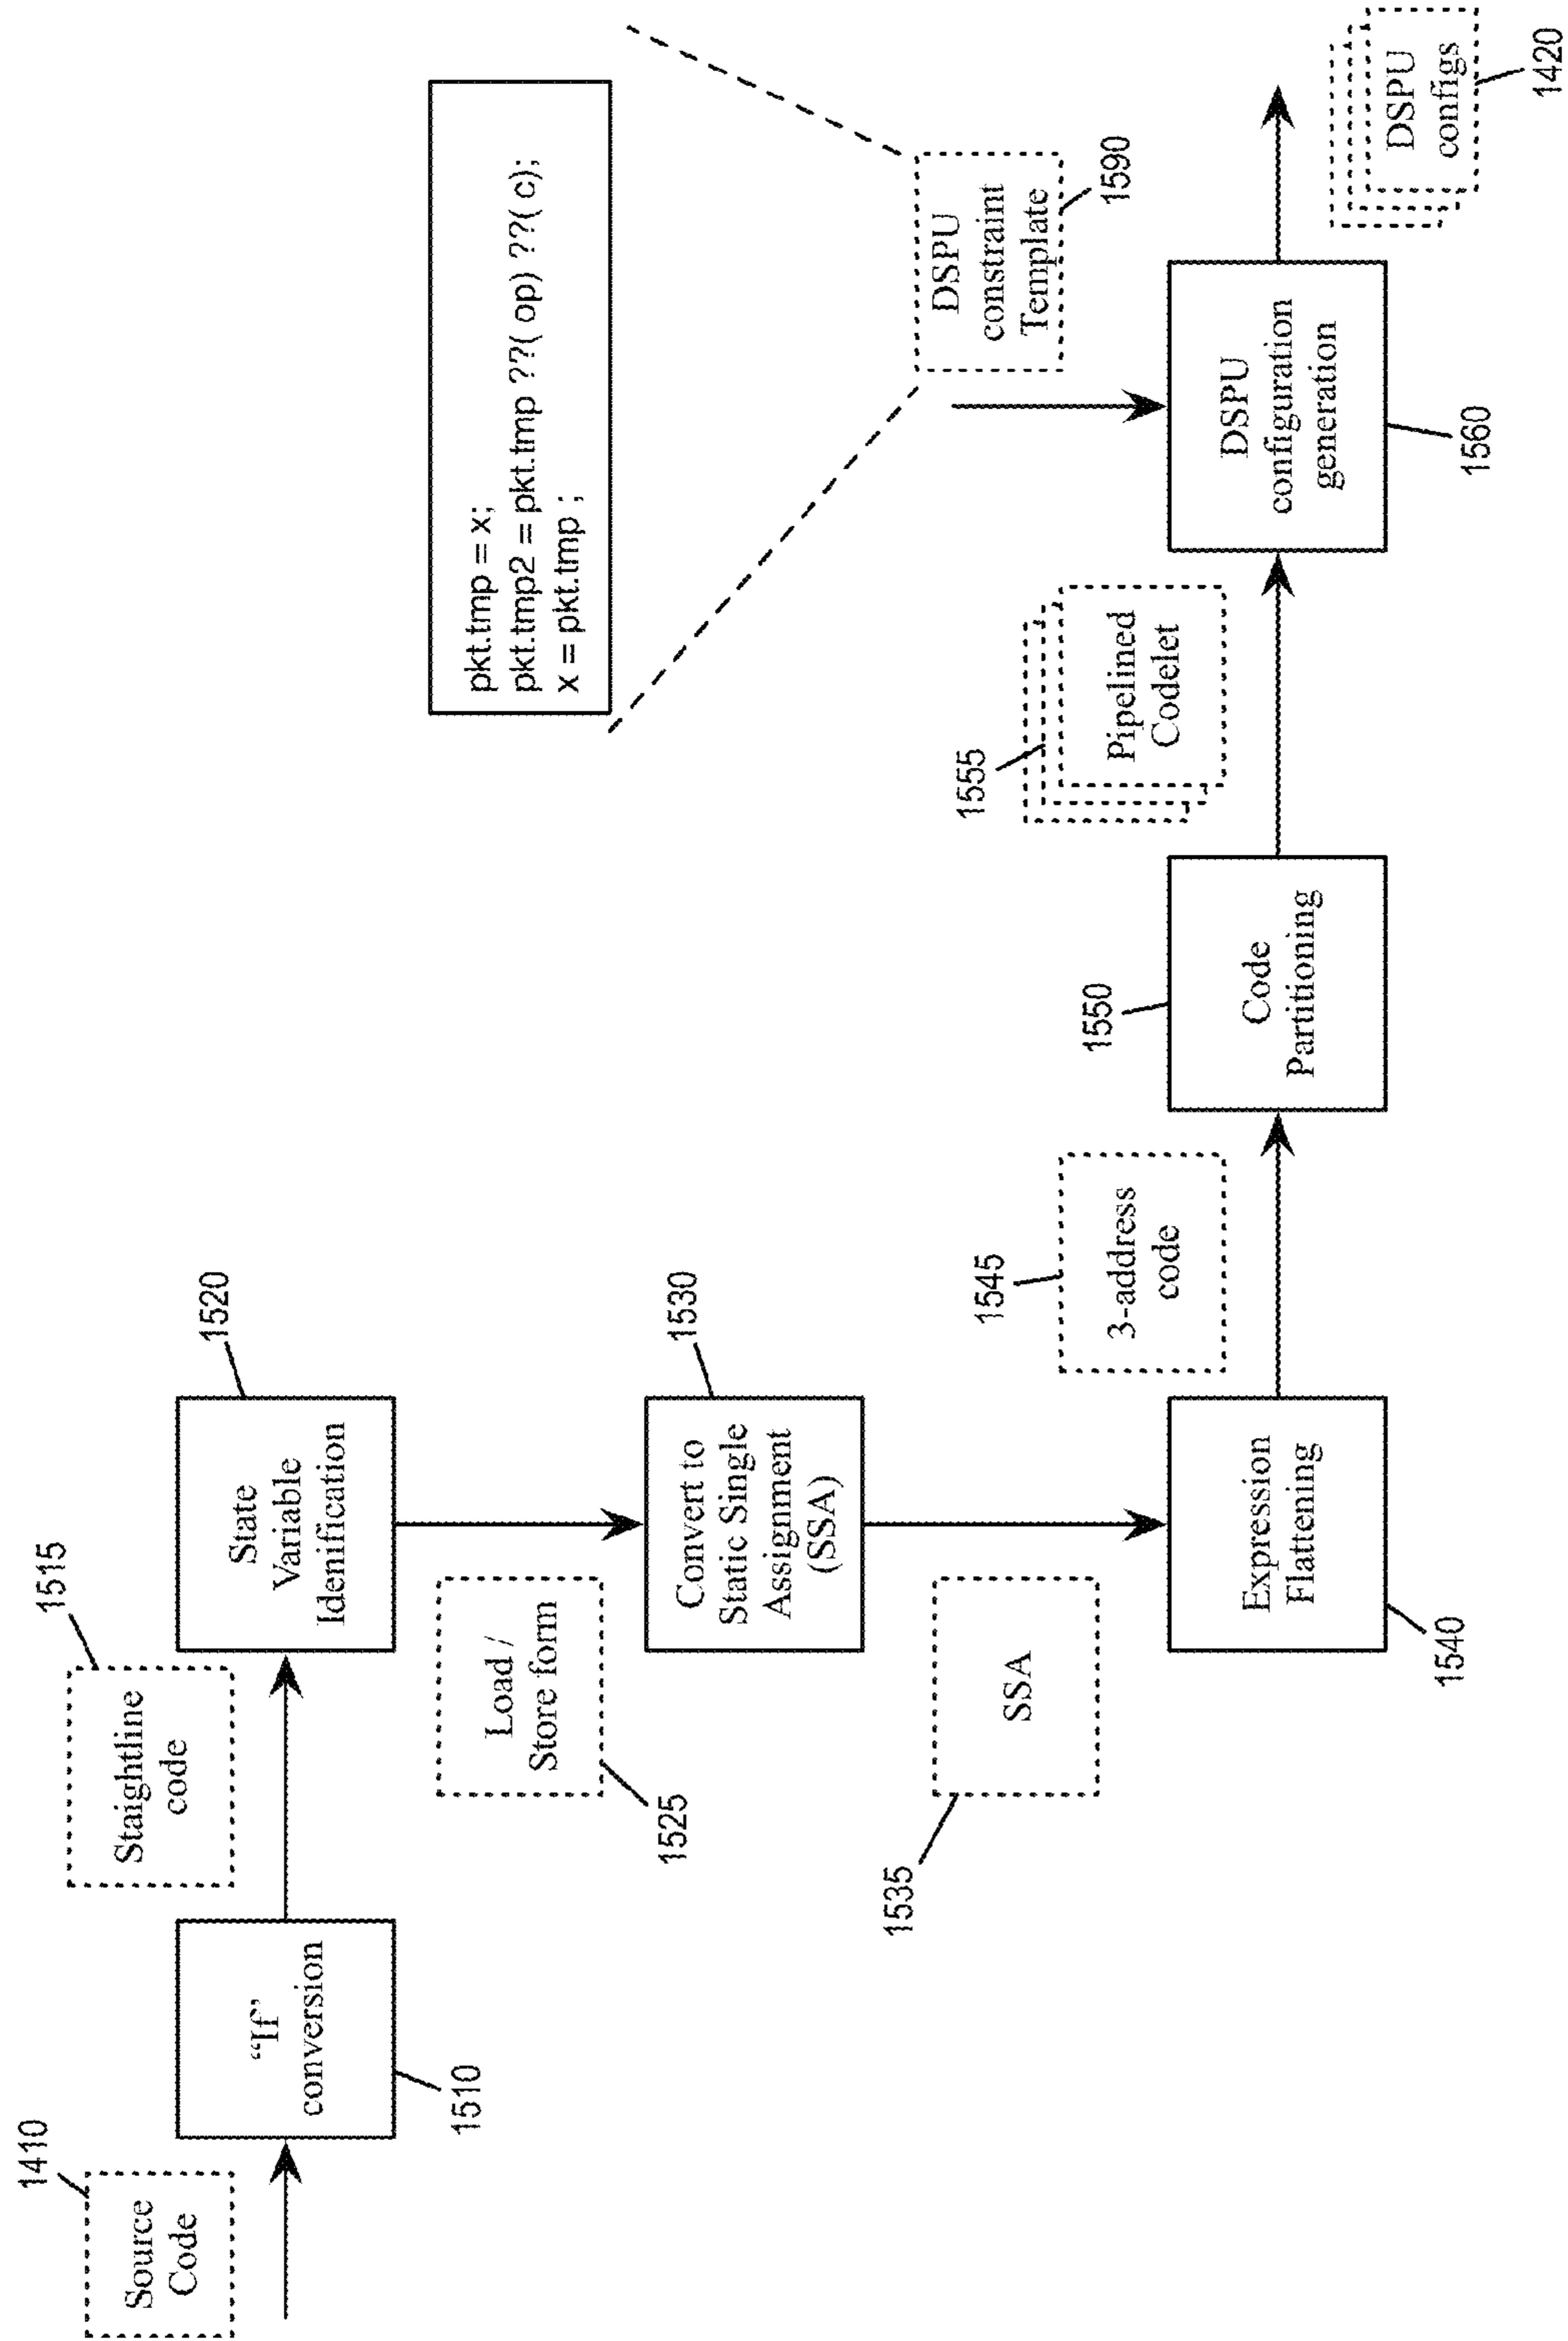 1410
Source
Code
"If'
conversion
1510
1515
Staightline
code
State
Variable
Idenification
1520
Load /
Store form
1525
Convert to
Static Single
Assignment
(SSA)
1530
SSA
1535
Expression
Flattening
1540
1545
3-address
code
Code
Partitioning
1550
1555
Pipelined
Codelet
pkt.tmp = x;
pkt.tmp2 = pkt.tmp ??( op) ??( c);
x = pkt.tmp ;
DSPU
constraint
Template
1590
DSPU
configuration
generation
1560
DSPU
configs
1420